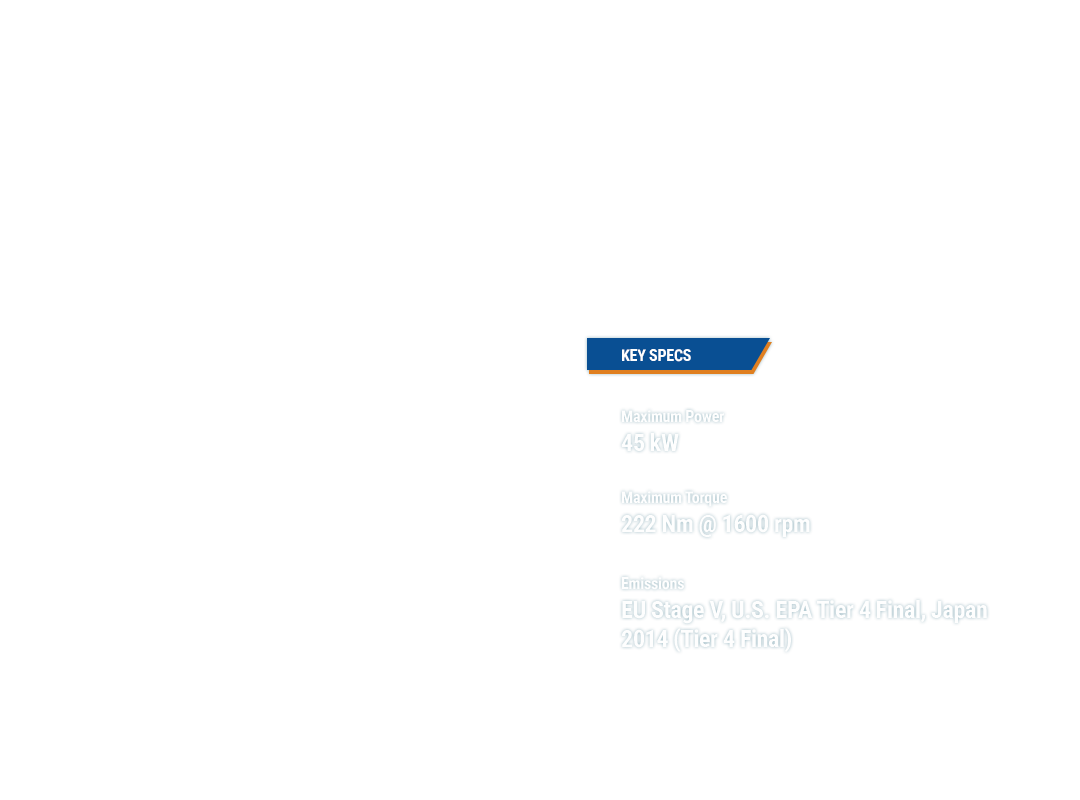 KEY SPECS
Maximum Power
45 kW
Maximum Torque
222 Nm @ 1600 rpm
Emissions
EU Stage V, U.S. EPA Tier 4 Final, Japan
2014 (Tier 4 Final)